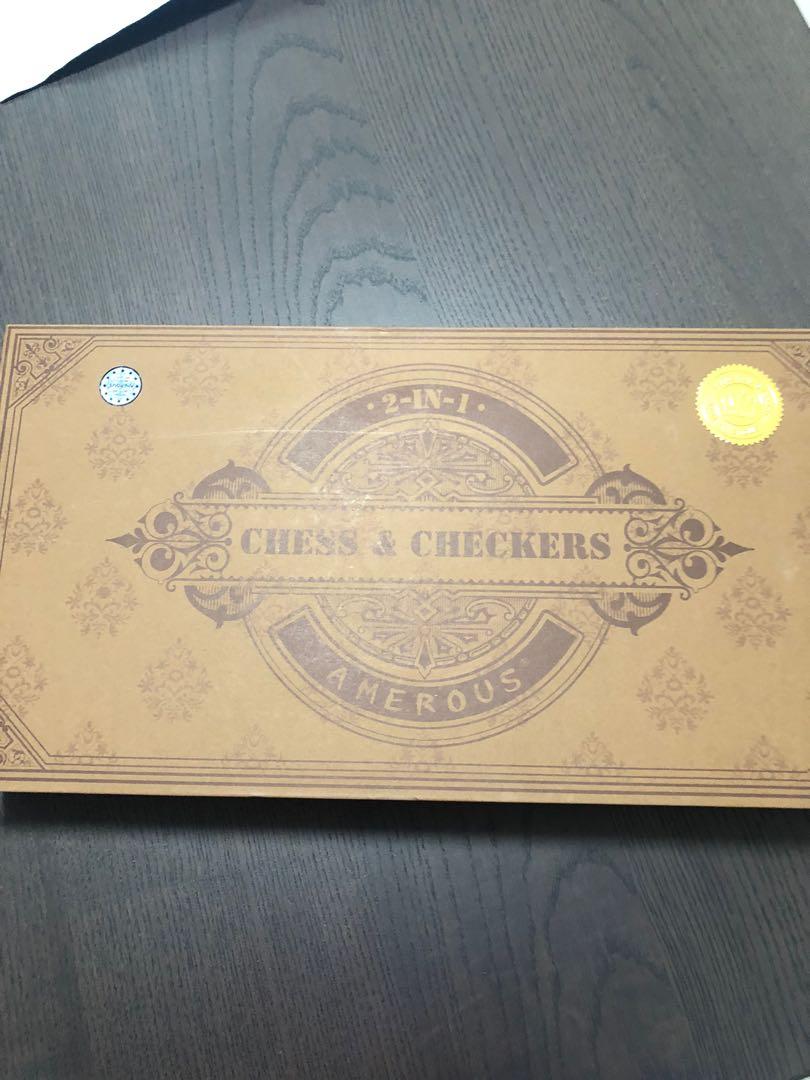 · 2-IN-1 ·
CHESS & CHECKERS
AMEROUS®